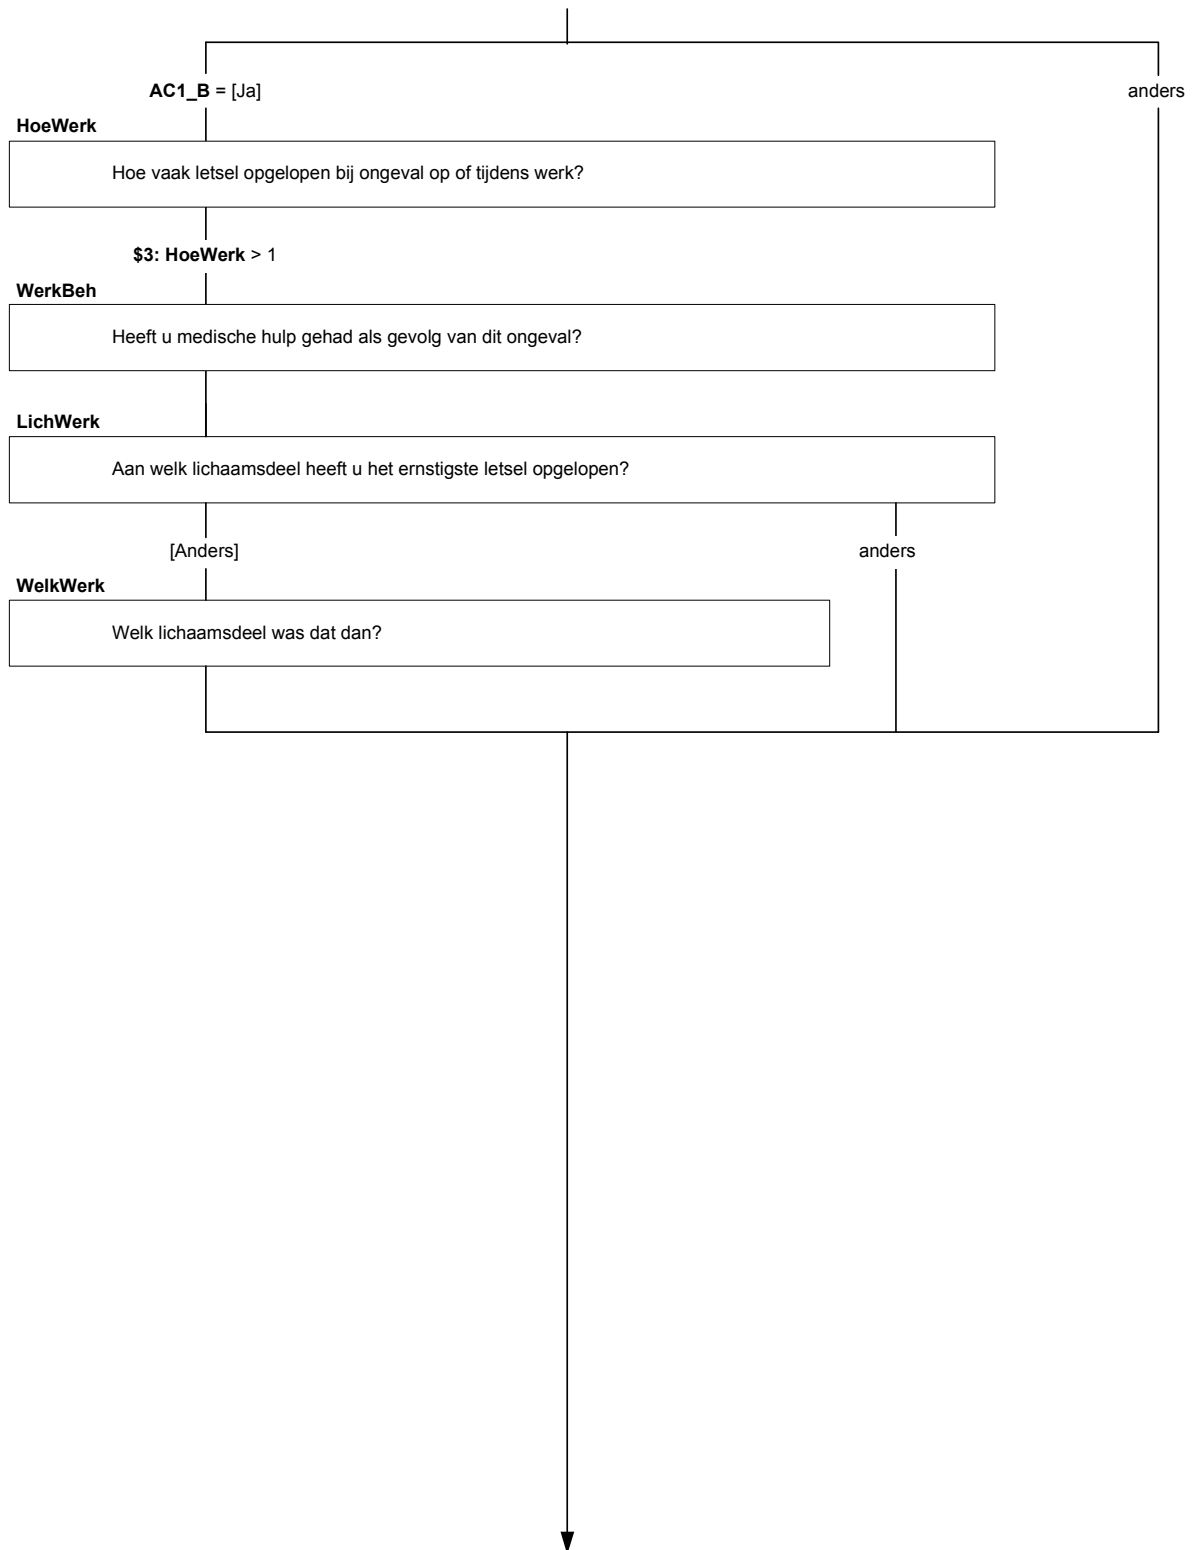 AC1_B = [Ja]
anders
HoeWerk
Hoe vaak letsel opgelopen bij ongeval op of tijdens werk?
$3: HoeWerk > 1
WerkBeh
Heeft u medische hulp gehad als gevolg van dit ongeval?
LichWerk
Aan welk lichaamsdeel heeft u het ernstigste letsel opgelopen?
[Anders]
anders
WelkWerk
Welk lichaamsdeel was dat dan?